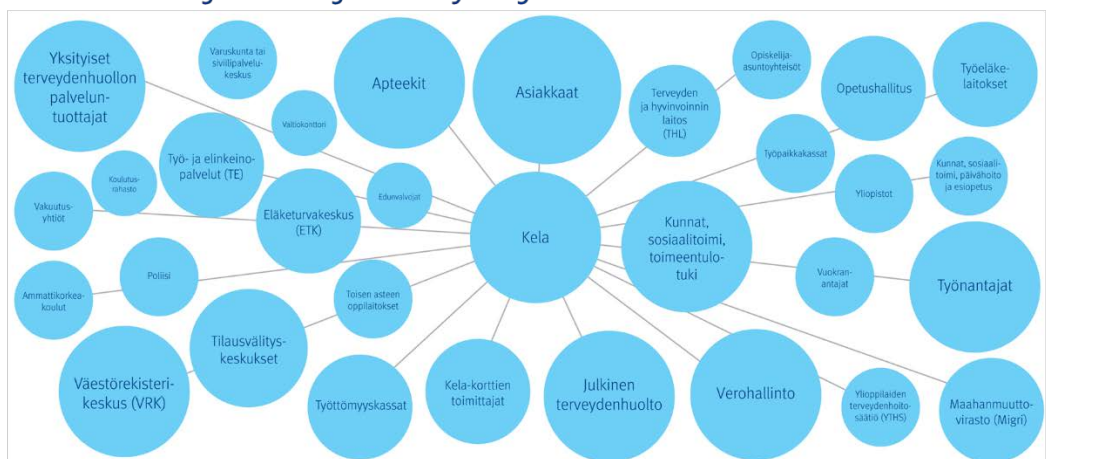 Yksityiset
terveydenhuollon
palvelun-
tuottajat
Varuskunta tai
siviilipalvelu-
keskus
Apteekit
Asiakkaat
Terveyden
ja hyvinvoinnin
laitos
(THL)
Opiskelija-
asuntoyhteisöt
Opetushallitus
Työeläke-
laitokset
Valtiokonttori
Työ- ja elinkeino-
palvelut (TE)
Työpaikkakassat
Koulutus-
rahasto
Edunvalvojat
Yliopistot
Kunnat, sosiaali-
toimi, päivähoito
ja esiopetus
Vakuutus-
yhtiöt
Eläketurvakeskus
(ETK)
Kela
Kunnat,
sosiaalitoimi,
toimeentulo-
tuki
Poliisi
Vuokran-
antajat
Työnantajat
Ammattikorkea-
koulut
Toisen asteen
oppilaitokset
Tilausvälitys-
keskukset
Väestörekisteri-
keskus (VRK)
Työttömyyskassat
Kela-korttien
toimittajat
Julkinen
terveydenhuolto
Verohallinto
Ylioppilaiden
terveydenhoito-
säätiö (YTHS)
Maahanmuutto-
virasto (Migri)